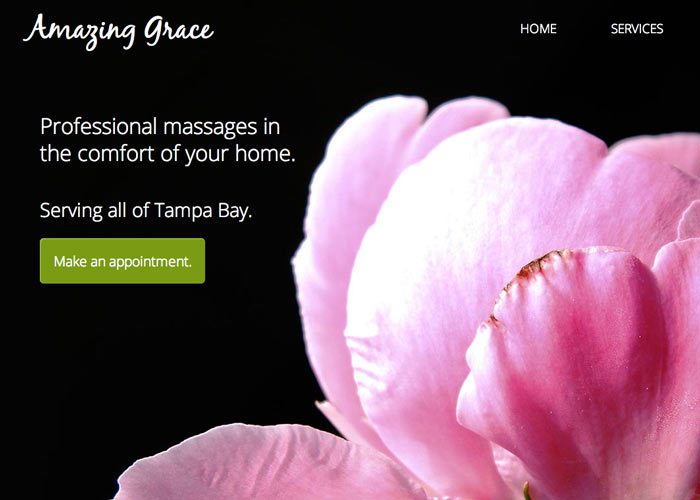 Amazing Grace
HOME
SERVICES
Professional massages in
the comfort of your home.
Serving all of Tampa Bay.
Make an appointment.